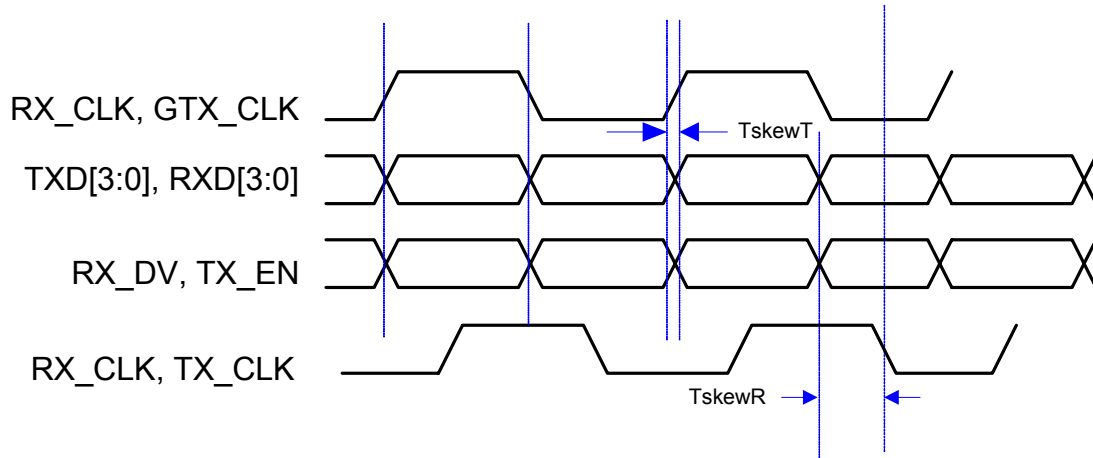 RX_CLK, GTX_CLK
TskewT
TXD[3:0], RXD[3:0]
RX_DV, TX_EN
RX_CLK, TX_CLK
TskewR